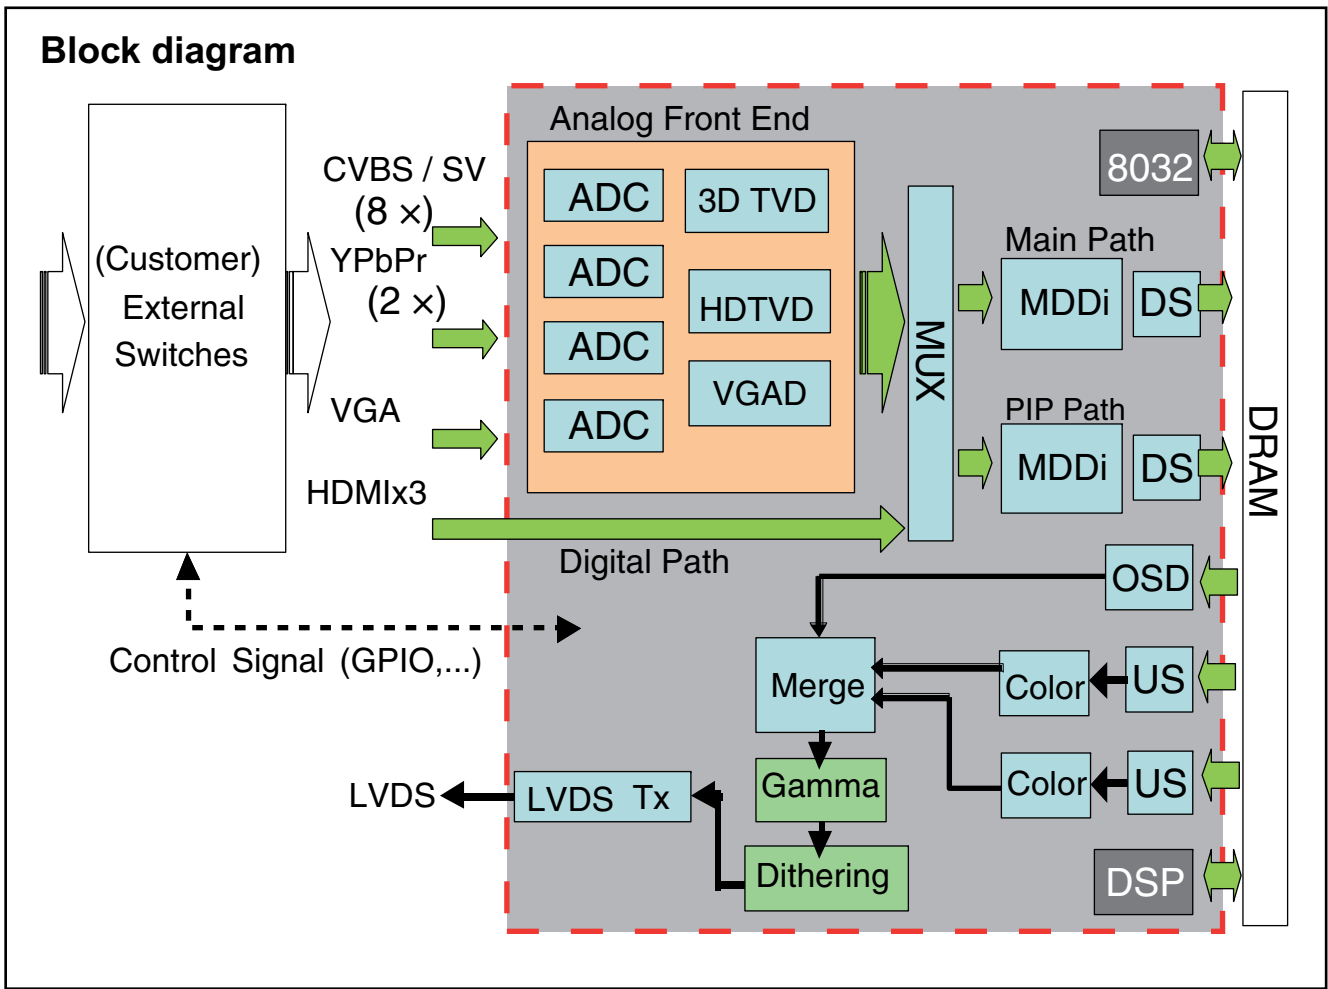 Block diagram
(Customer)
External
Switches
CVBS / SV
(8 ×)
YPbPr
(2 ×)
VGA
HDMIx3
Control Signal (GPIO,...)
Analog Front End
ADC
ADC
ADC
ADC
3D TVD
HDTVD
VGAD
MUX
Digital Path
8032
Main Path
MDDi
DS
PIP Path
MDDi
DS
DRAM
OSD
Merge
Color
US
Color
US
Gamma
Dithering
LVDS Tx
LVDS
DSP